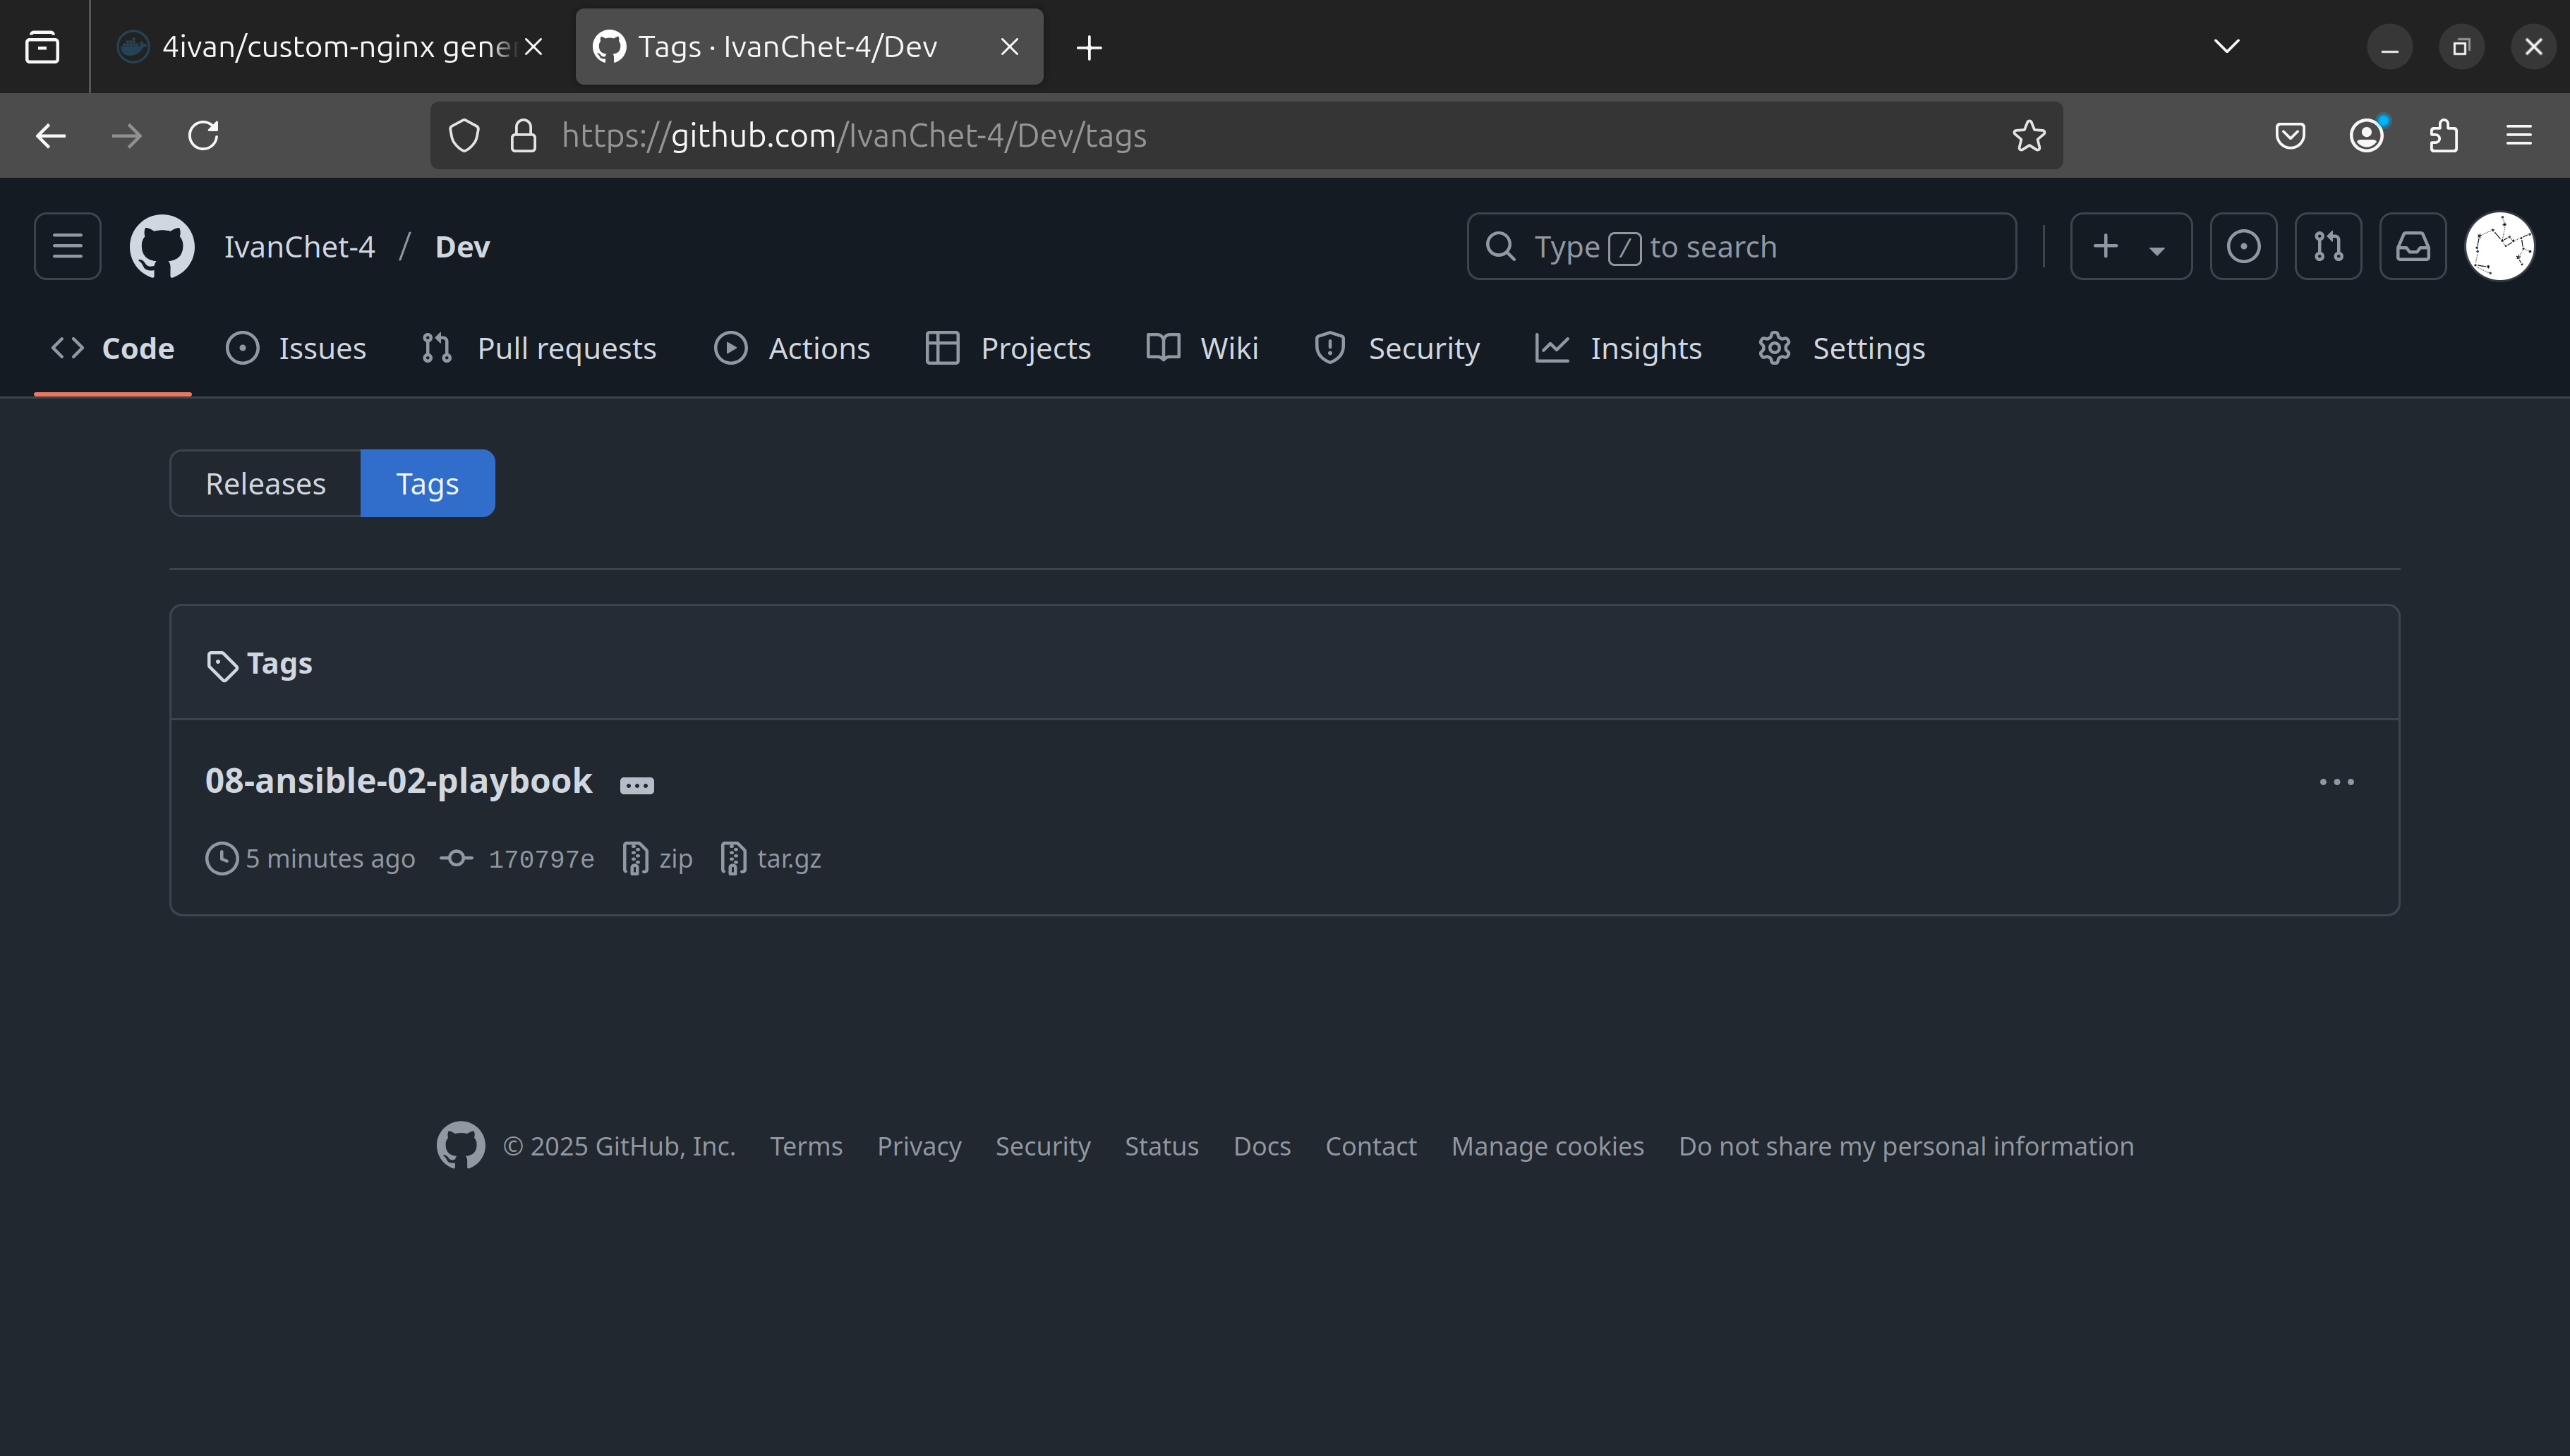 4ivan/custom-nginx gene
Tags · IvanChet-4/Dev
https://github.com/IvanChet-4/Dev/tags
IvanChet-4 / Dev
Type / to search
Code Issues Pull requests Actions Projects Wiki Security Insights Settings
Releases Tags
Tags
08-ansible-02-playbook
5 minutes ago 170797e zip tar.gz
© 2025 GitHub, Inc. Terms Privacy Security Status Docs Contact Manage cookies Do not share my personal information